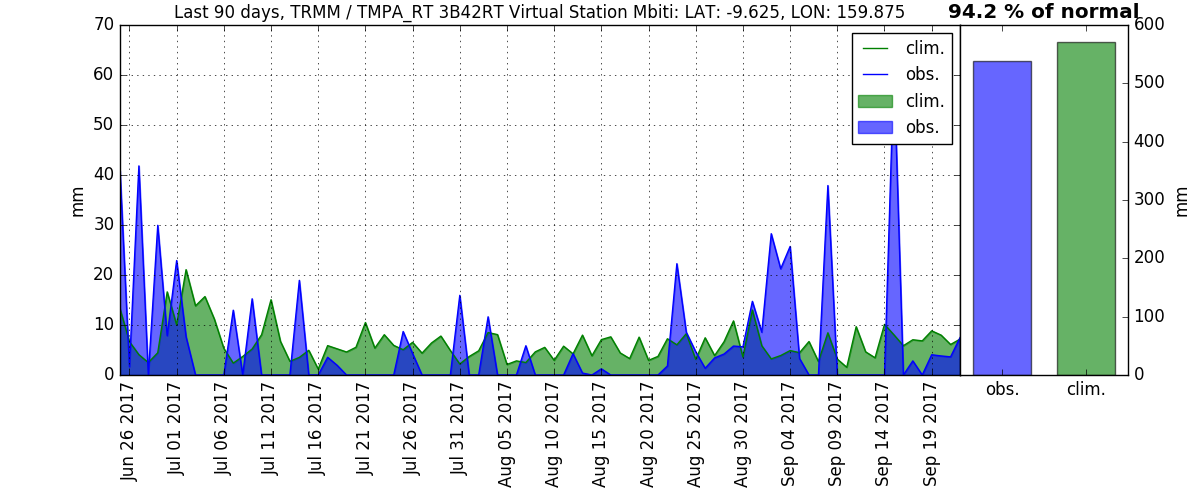 Last 90 days, TRMM / TMPA_RT 3B42RT Virtual Station Mbiti: LAT: -9.625, LON: 159.875
94.2 % of normal
70
60
50
40
30
20
10
0
mm
clim.
obs.
clim.
obs.
600
500
400
300
200
100
0
mm
Jun 26 2017
Jul 01 2017
Jul 06 2017
Jul 11 2017
Jul 16 2017
Jul 21 2017
Jul 26 2017
Jul 31 2017
Aug 05 2017
Aug 10 2017
Aug 15 2017
Aug 20 2017
Aug 25 2017
Aug 30 2017
Sep 04 2017
Sep 09 2017
Sep 14 2017
Sep 19 2017
obs.
clim.